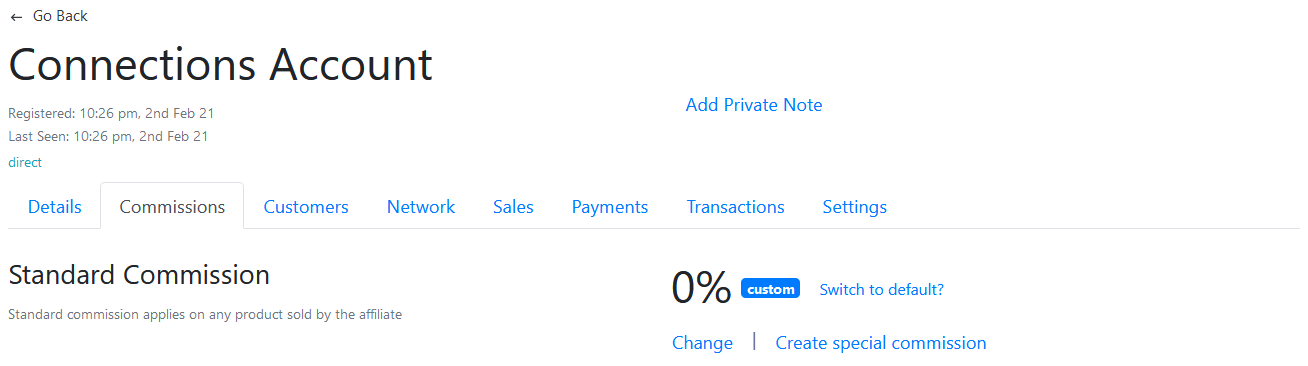 ← Go Back
Connections Account
Registered: 10:26 pm, 2nd Feb 21
Add Private Note
Last Seen: 10:26 pm, 2nd Feb 21
direct
Details Commissions Customers Network Sales Payments Transactions Settings
Standard Commission
0% custom Switch to default?
Standard commission applies on any product sold by the affiliate
Change | Create special commission